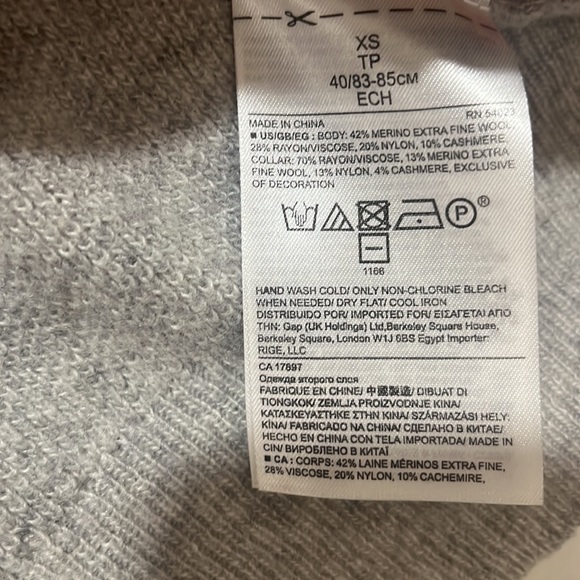 XS
TP
40/83-85CM
ECH
RN 54023
MADE IN CHINA
■ US/GB/EG : BODY: 42% MERINO EXTRA FINE WOOL,
28% RAYON/VISCOSE, 20% NYLON, 10% CASHMERE.
COLLAR: 70% RAYON/VISCOSE, 13% MERINO EXTRA
FINE WOOL, 13% NYLON, 4% CASHMERE, EXCLUSIVE
OF DECORATION
P ®
1166
HAND WASH COLD/ ONLY NON-CHLORINE BLEACH
WHEN NEEDED/ DRY FLAT/ COOL IRON
DISTRIBUIDO POR/ IMPORTED FOR/ ΕΙΣΑΓΕΤΑΙ ΑΠΟ
ΤΗΝ: Gap (UK Holdings) Ltd,Berkeley Square House,
Berkeley Square, London W1J 6BS Egypt Importer:
RIGE, LLC
CA 17897
Одежда второго слоя
FABRIQUÉ EN CHINE/ 中國製造/ DIBUAT DI
TIONGKOK/ ZEMLJA PROIZVODNJE KINA/
ΚΑΤΑΣΚΕΥΑΣΤΗΚΕ ΣΤΗΝ ΚΙΝΑ/ SZÁRMAZÁSI HELY:
KÍNA/ FABRICADO NA CHINA/ СДЕЛАНО В КИТАЕ/
HECHO EN CHINA CON TELA IMPORTADA/ MADE IN
CIN/ ВИРОБЛЕНО В КИТАЇ
■ CA : CORPS: 42% LAINE MÉRINOS EXTRA FINE,
28% VISCOSE, 20% NYLON, 10% CACHEMIRE.